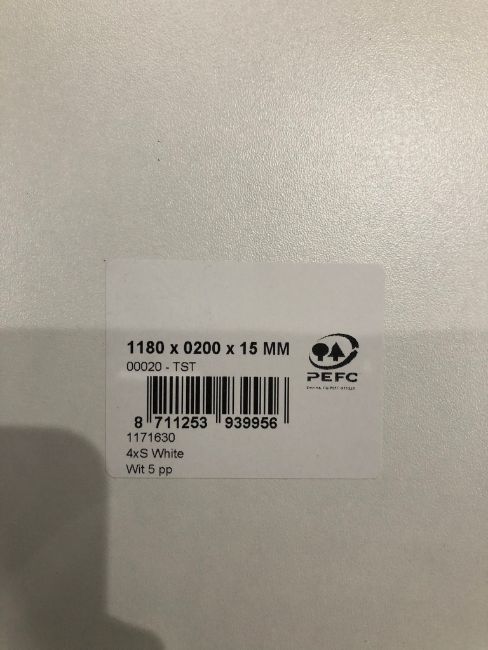 1180 x 0200 x 15 MM
00020 - TST
PEFC
8 711253 939956
1171630
4xS White
Wit 5 pp